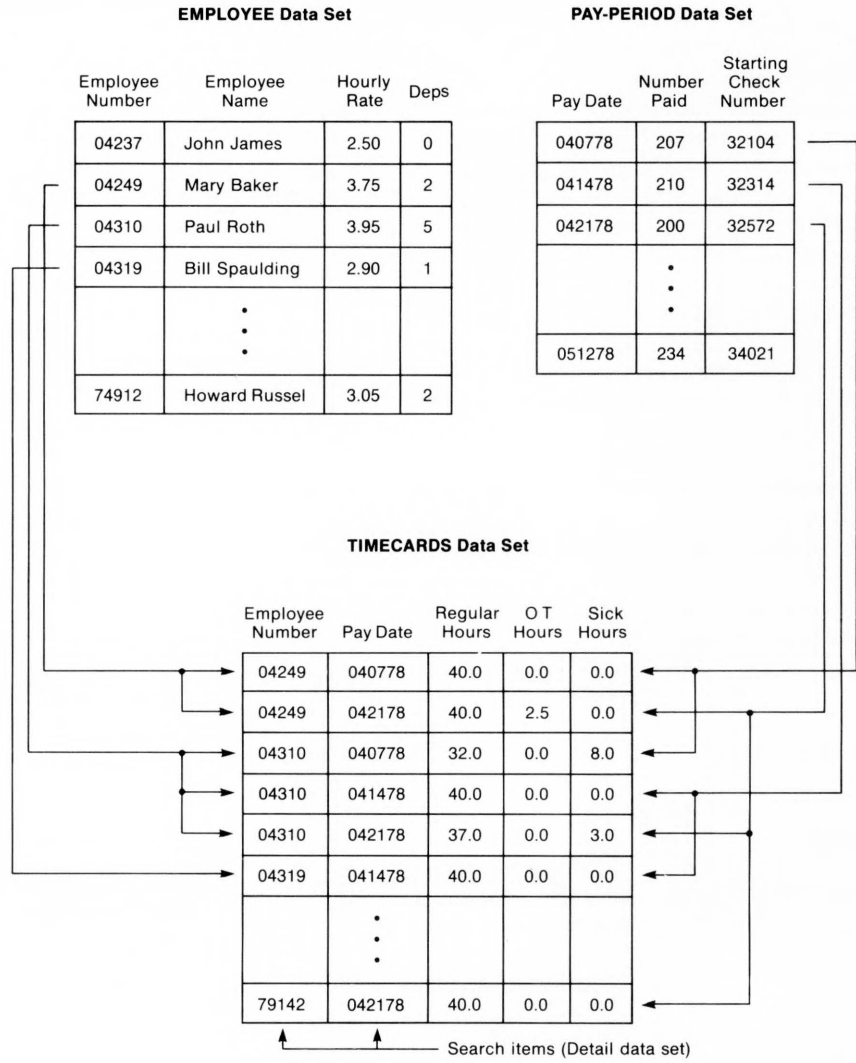 EMPLOYEE Data Set
Employee Number Employee Name Hourly Rate Deps
04237 John James 2.50 0
04249 Mary Baker 3.75 2
04310 Paul Roth 3.95 5
04319 Bill Spaulding 2.90 1
74912 Howard Russel 3.05 2
PAY-PERIOD Data Set
Pay Date Number Paid Starting Check Number
040778 207 32104
041478 210 32314
042178 200 32572
051278 234 34021
TIMECARDS Data Set
Employee Number Pay Date Regular Hours O T Hours Sick Hours
04249 040778 40.0 0.0 0.0
04249 042178 40.0 2.5 0.0
04310 040778 32.0 0.0 8.0
04310 041478 40.0 0.0 0.0
04310 042178 37.0 0.0 3.0
04319 041478 40.0 0.0 0.0
79142 042178 40.0 0.0 0.0
Search items (Detail data set)